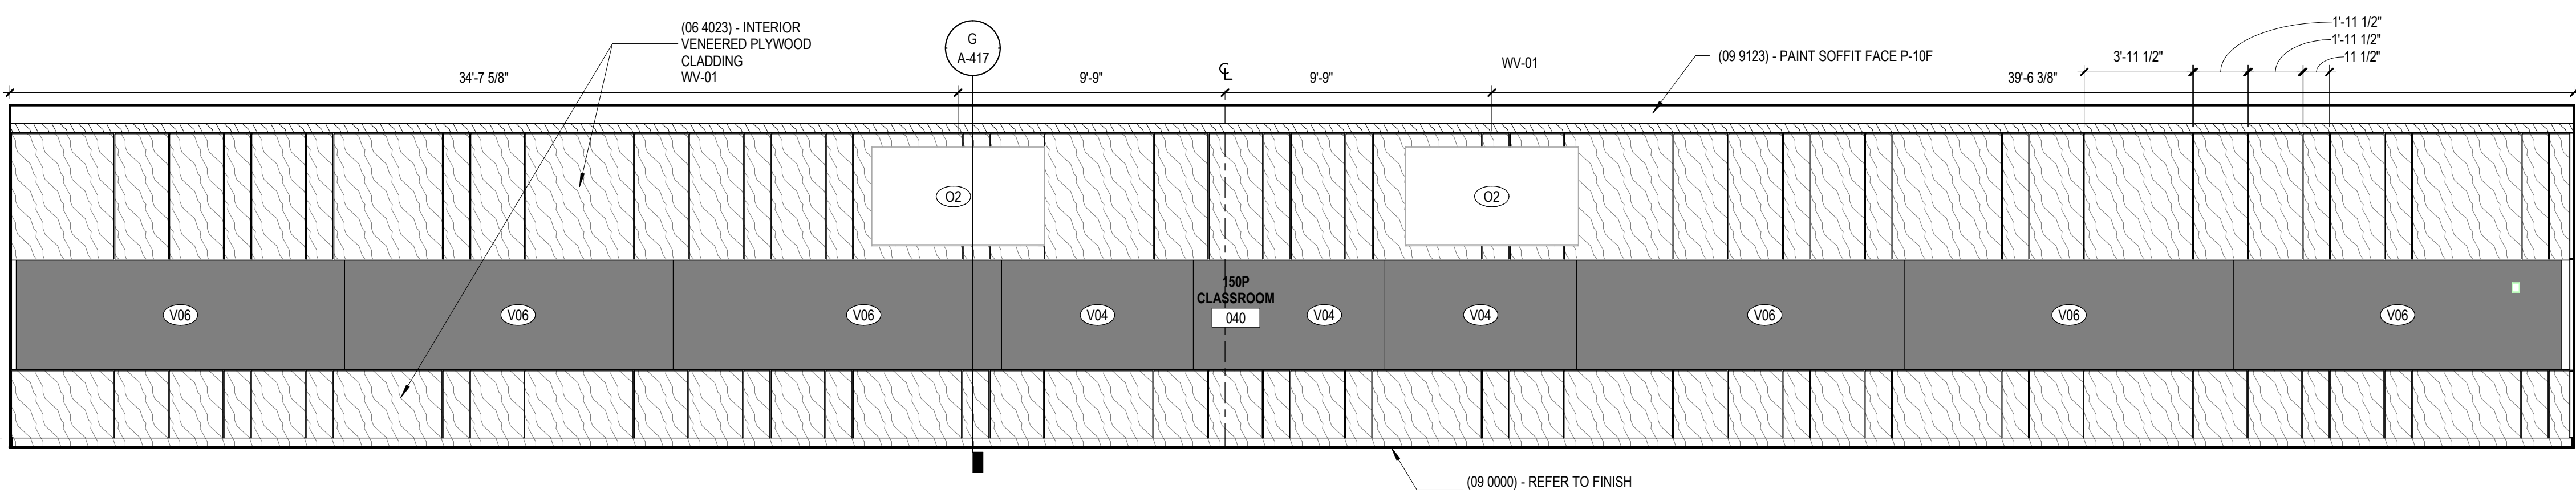 (06 4023) - INTERIOR
VENEERED PLYWOOD
CLADDING
WV-01
G
A-417
34'-7 5/8"
9'-9"
CL
9'-9"
WV-01
(09 9123) - PAINT SOFFIT FACE P-10F
39'-6 3/8"
3'-11 1/2"
1'-11 1/2"
1'-11 1/2"
11 1/2"
O2
O2
150P
CLASSROOM
040
V06
V06
V06
V04
V04
V04
V06
V06
V06
(09 0000) - REFER TO FINISH